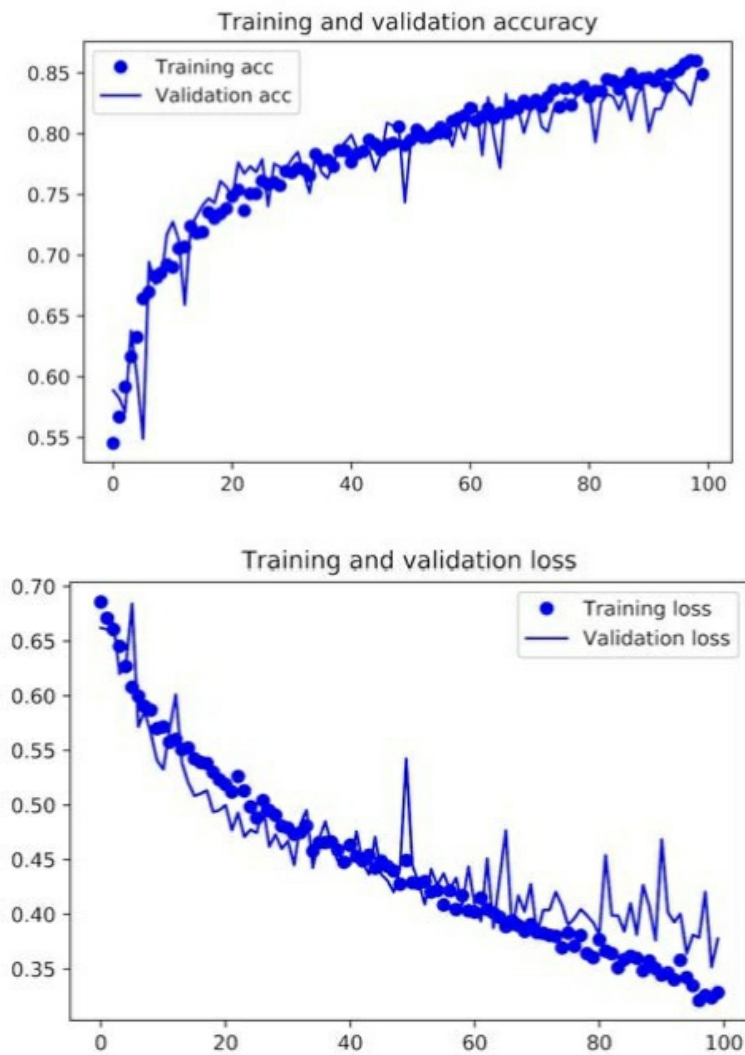 Training and validation accuracy
0.85
0.80
0.75
0.70
0.65
0.60
0.55
Training acc
Validation acc
0 20 40 60 80 100
Training and validation loss
0.70
0.65
0.60
0.55
0.50
0.45
0.40
0.35
Training loss
Validation loss
0 20 40 60 80 100